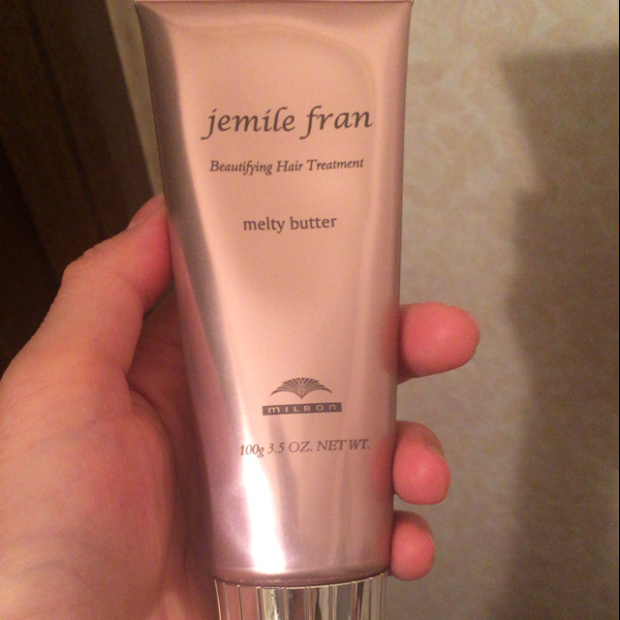 jemile fran
Beautifying Hair Treatment
melty butter
MILBON
100g 3.5 OZ. NET WT.